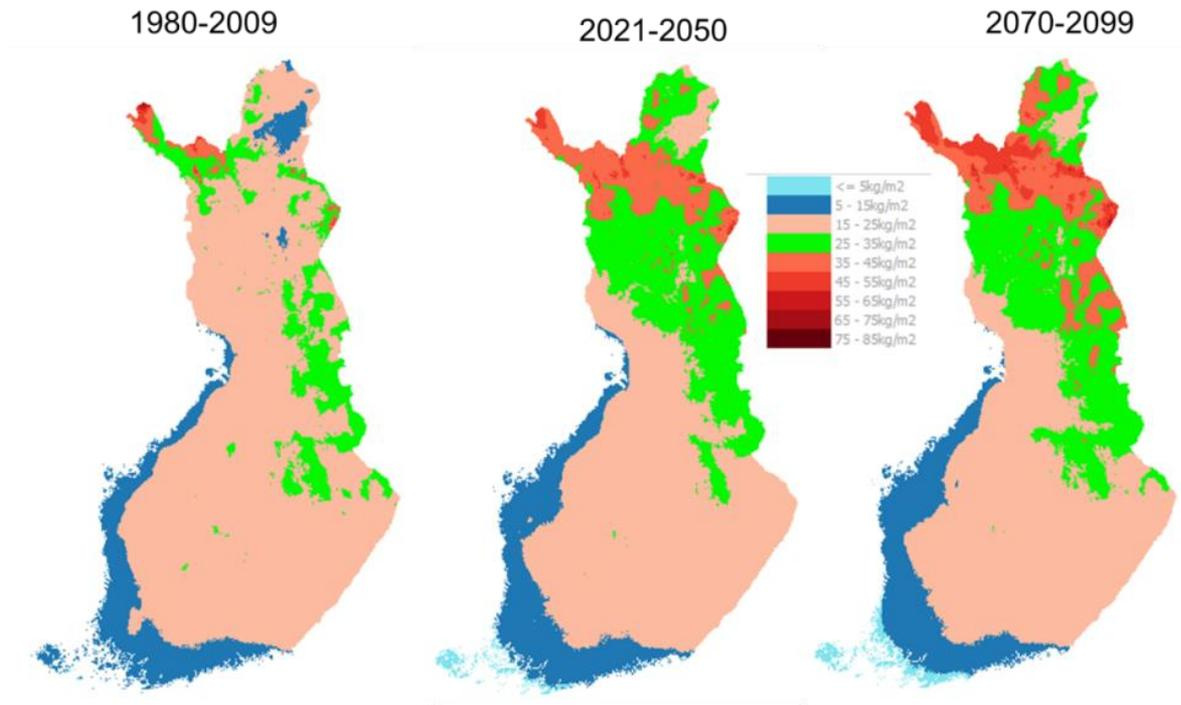 1980-2009
2021-2050
2070-2099
<= 5kg/m2
5 - 15kg/m2
15 - 25kg/m2
25 - 35kg/m2
35 - 45kg/m2
45 - 55kg/m2
55 - 65kg/m2
65 - 75kg/m2
75 - 85kg/m2